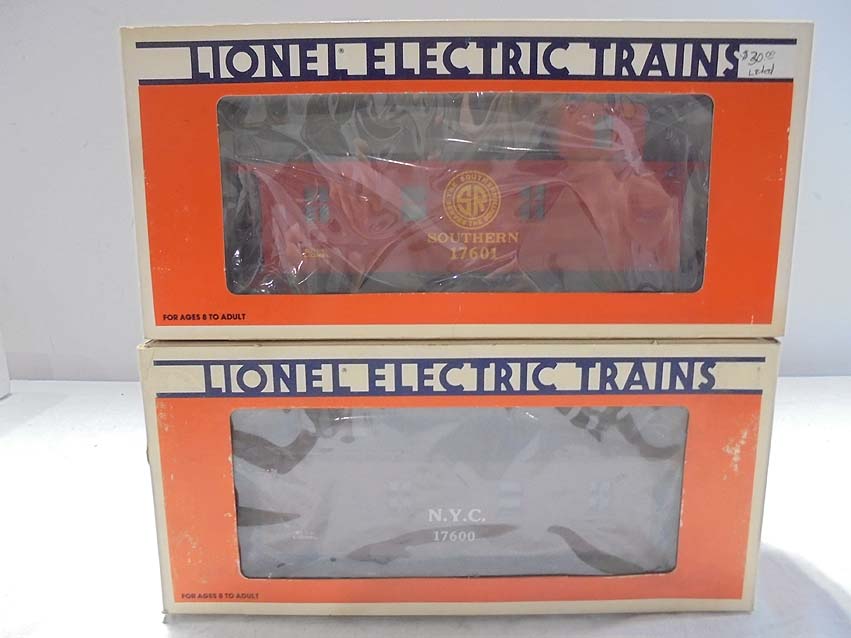 LIONEL® ELECTRIC TRAINS
$30.00
SR
SOUTHERN
17601
FOR AGES 8 TO ADULT
LIONEL® ELECTRIC TRAINS
N.Y.C.
17600
FOR AGES 8 TO ADULT